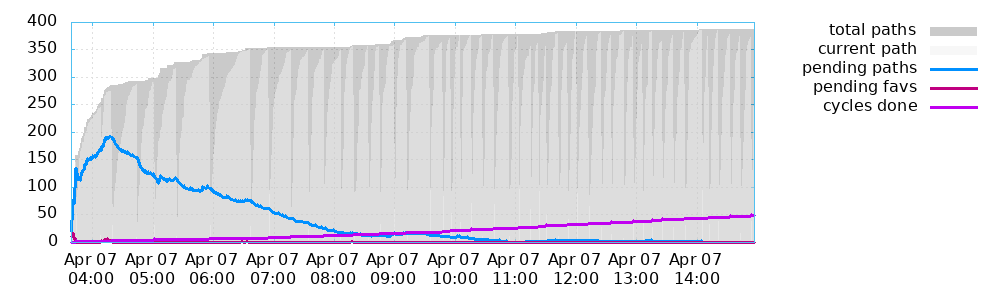 400
350
300
250
200
150
100
50
0
Apr 07 04:00
Apr 07 05:00
Apr 07 06:00
Apr 07 07:00
Apr 07 08:00
Apr 07 09:00
Apr 07 10:00
Apr 07 11:00
Apr 07 12:00
Apr 07 13:00
Apr 07 14:00
total paths
current path
pending paths
pending favs
cycles done